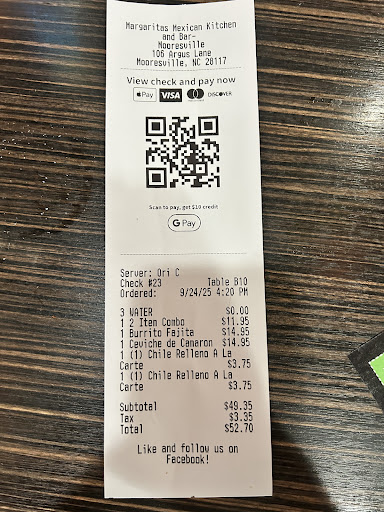 Margaritas Mexican Kitchen
and Bar-
Mooresville
106 Argus Lane
Mooresville, NC 28117
View check and pay now
Pay VISA DISCOVER
Scan to pay, get $10 credit
G Pay
Server: Ori C
Check #23 Table B10
Ordered: 9/24/25 4:20 PM
3 WATER $0.00
1 2 Item Combo $11.95
1 Burrito Fajita $14.95
1 Ceviche de Camaron $14.95
1 (1) Chile Relleno A La
Carte $3.75
1 (1) Chile Relleno A La
Carte $3.75
Subtotal $49.35
Tax $3.35
Total $52.70
Like and follow us on
Facebook!